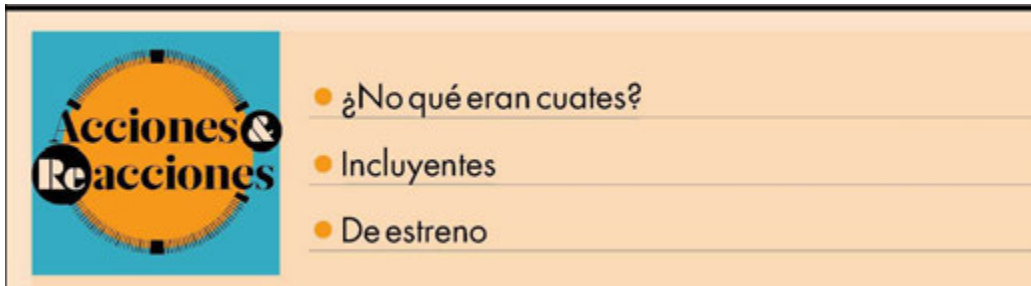 Acciones&
Reacciones
¿No qué eran cuates?
Incluyentes
De estreno